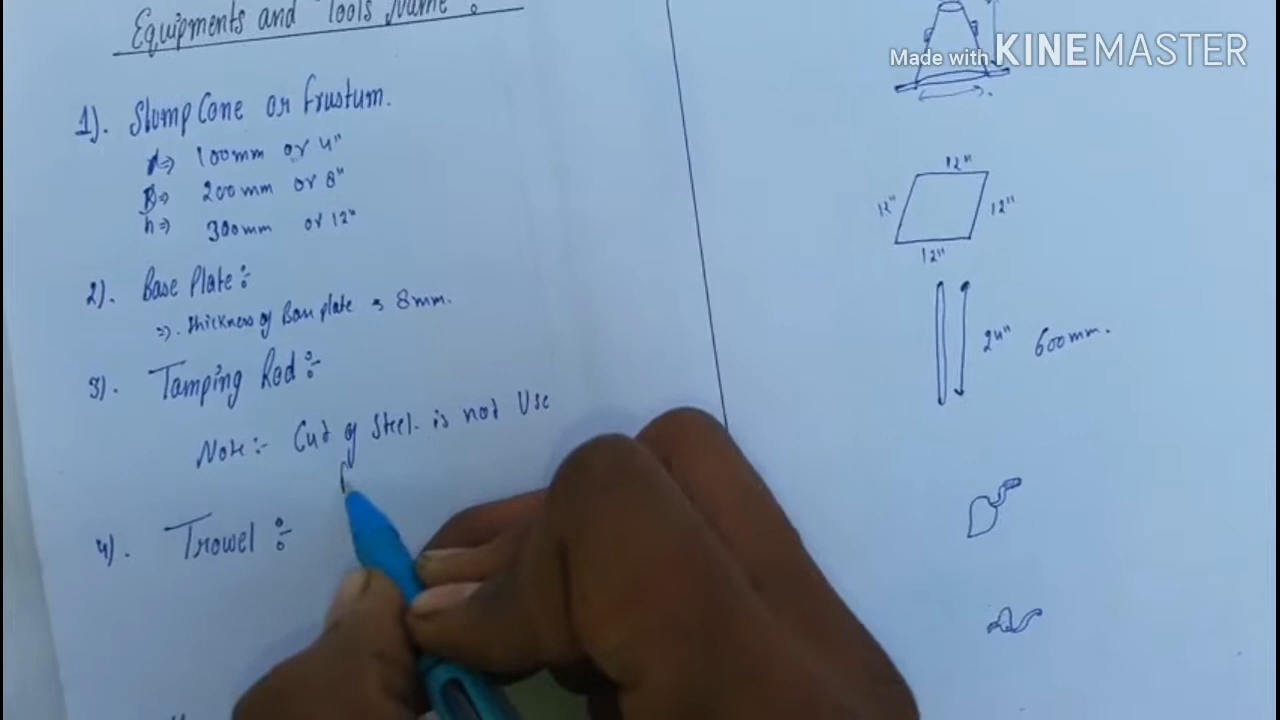 Equipments and Tools Name :
1). Slump Cone or frustum.
d => 100mm or 4"
D => 200mm or 8"
h => 300mm or 12"
2). Base Plate :-
=> . thickness of Base plate = 8mm.
3). Tamping Rod :-
Note :- Cut of Steel is not Use
4). Trowel :-
Made with KINEMASTER
12"
12" 12"
12"
24" 600mm.